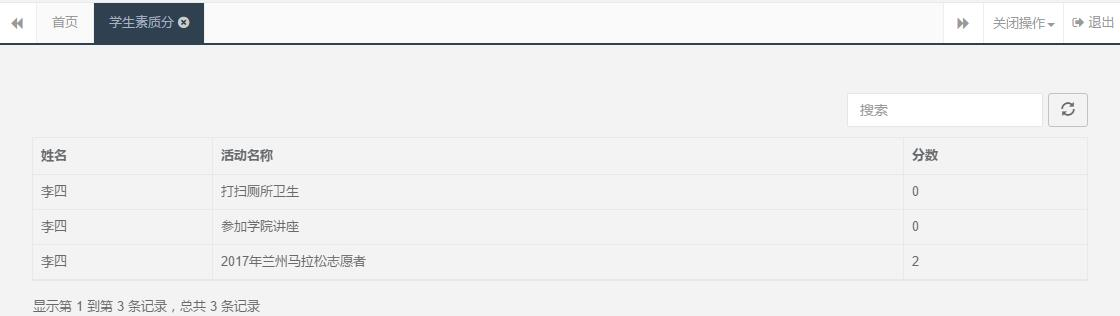 首页 学生素质分 关闭操作 退出
搜索
姓名 活动名称 分数
李四 打扫厕所卫生 0
李四 参加学院讲座 0
李四 2017年兰州马拉松志愿者 2
显示第 1 到第 3 条记录，总共 3 条记录